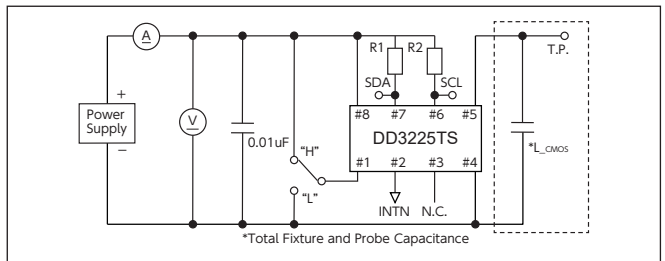 A
R1 R2
T.P.
SDA SCL
+
Power
Supply
−
V
0.01uF
#8 #7 #6 #5
DD3225TS
*L_CMOS
"H"
#1 #2 #3 #4
"L"
INTN N.C.
*Total Fixture and Probe Capacitance